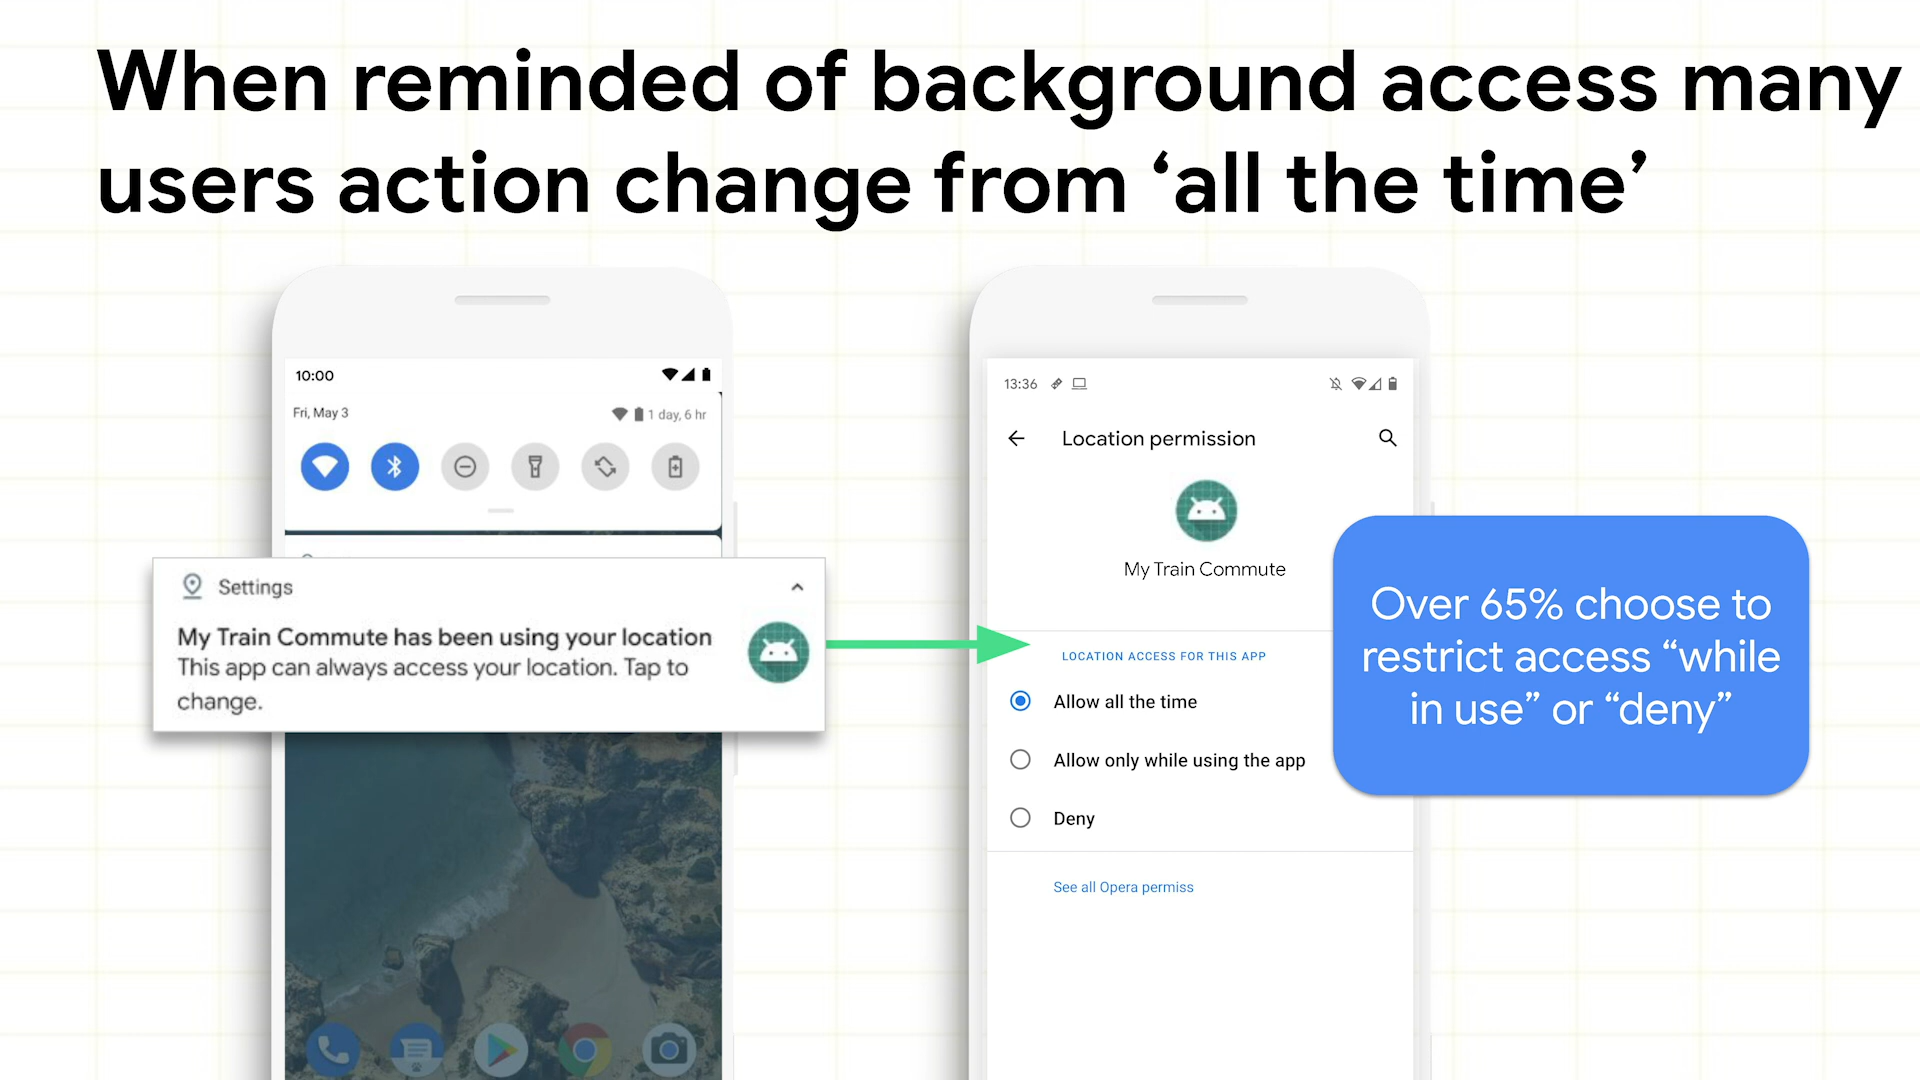 When reminded of background access many
users action change from ‘all the time’
10:00
Fri, May 3
1 day, 6 hr
Settings
My Train Commute has been using your location
This app can always access your location. Tap to
change.
13:36
Location permission
My Train Commute
LOCATION ACCESS FOR THIS APP
Allow all the time
Allow only while using the app
Deny
See all Opera permiss
Over 65% choose to
restrict access “while
in use” or “deny”